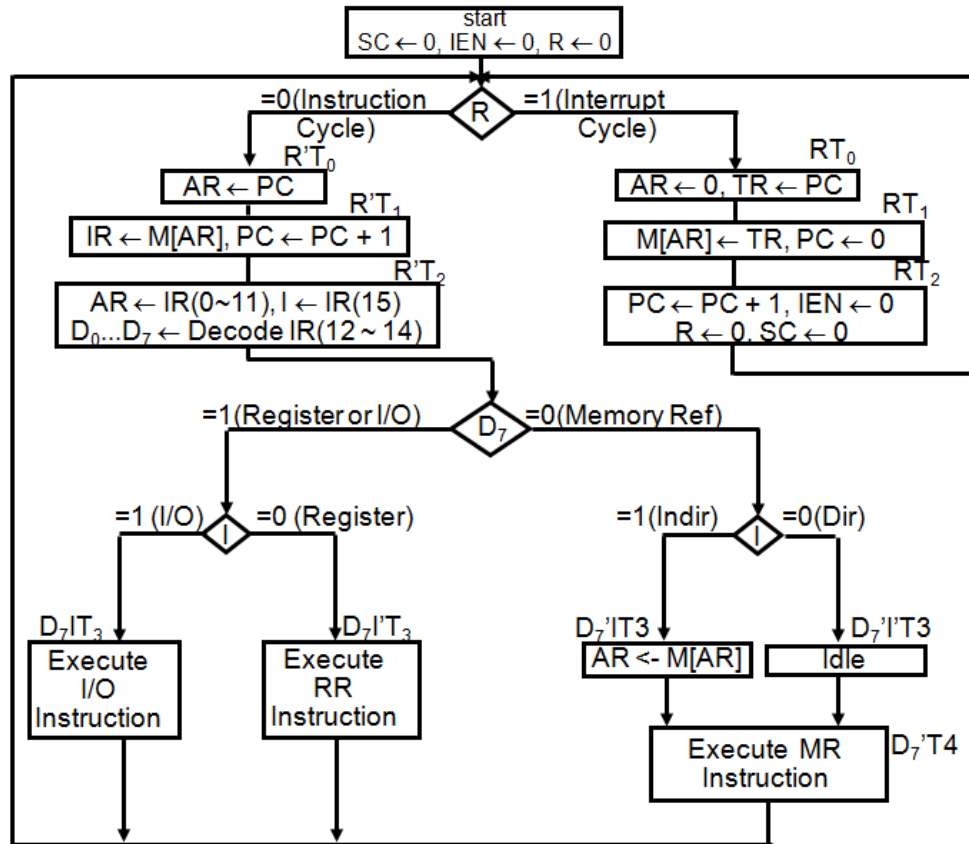 start
SC ← 0, IEN ← 0, R ← 0
R
=0(Instruction
Cycle)
=1(Interrupt
Cycle)
R'T₀
AR ← PC
R'T₁
IR ← M[AR], PC ← PC + 1
R'T₂
AR ← IR(0~11), I ← IR(15)
D₀...D₇ ← Decode IR(12 ~ 14)
RT₀
AR ← 0, TR ← PC
RT₁
M[AR] ← TR, PC ← 0
RT₂
PC ← PC + 1, IEN ← 0
R ← 0, SC ← 0
=1(Register or I/O)
D₇
=0(Memory Ref)
=1 (I/O)
I
=0 (Register)
=1(Indir)
I
=0(Dir)
D₇IT₃
Execute
I/O
Instruction
D₇I'T₃
Execute
RR
Instruction
D₇'IT3
AR <- M[AR]
D₇'I'T3
Idle
Execute MR
Instruction
D₇'T4